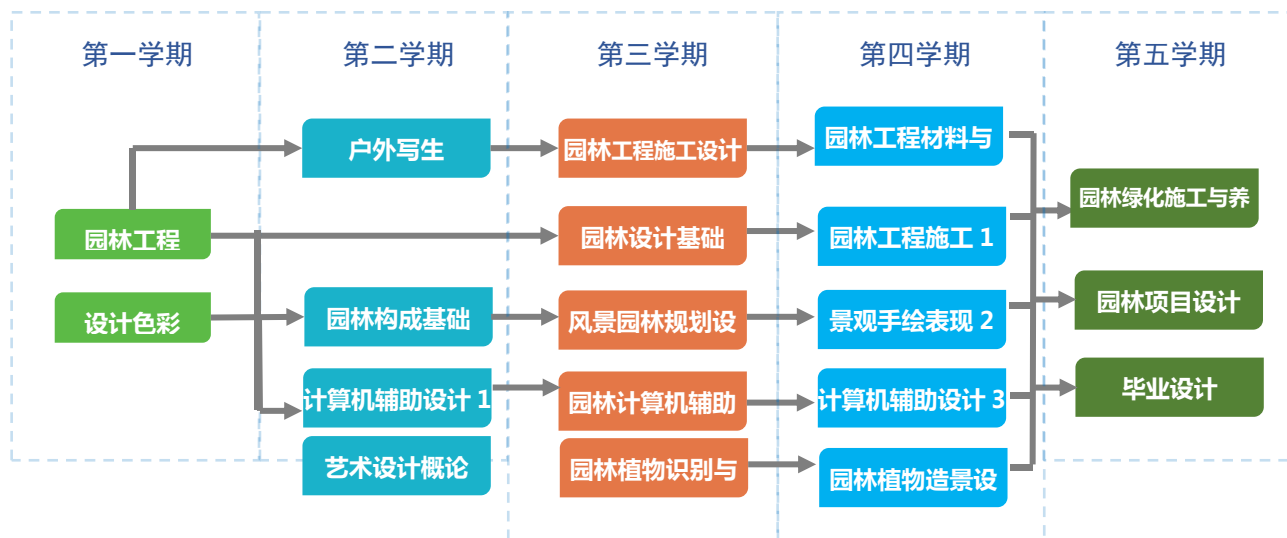 第一学期
第二学期
第三学期
第四学期
第五学期
园林工程
设计色彩
户外写生
园林构成基础
计算机辅助设计 1
艺术设计概论
园林工程施工设计
园林设计基础
风景园林规划设
园林计算机辅助
园林植物识别与
园林工程材料与
园林工程施工 1
景观手绘表现 2
计算机辅助设计 3
园林植物造景设
园林绿化施工与养
园林项目设计
毕业设计